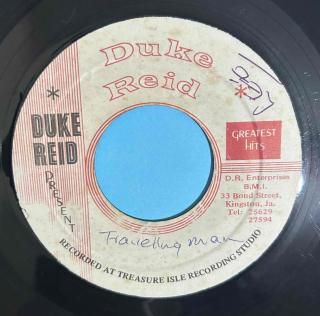 Duke
Reid
*
*
DUKE
REID
PRESENT
GREATEST
HITS
D.R. Enterprises
B.M.I.
33 Bond Street,
Kingston, Ja.
Tel: 25629
27594
Travelling man
RECORDED AT TREASURE ISLE RECORDING STUDIO